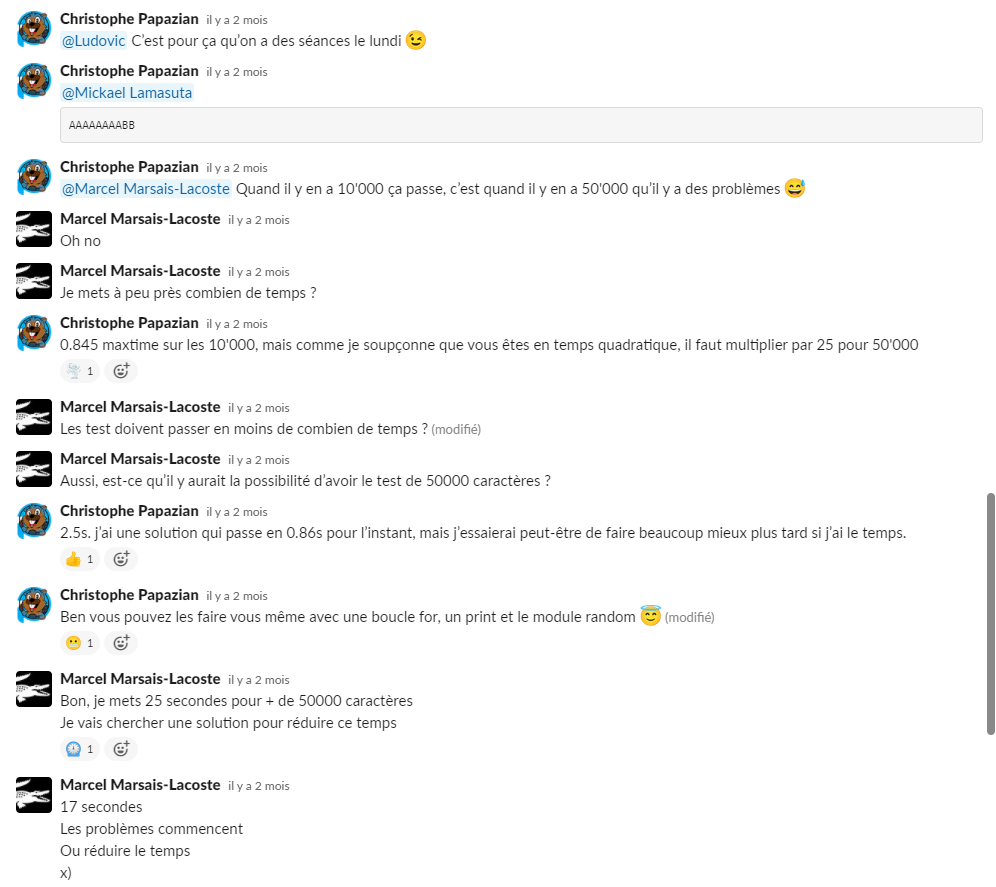 Christophe Papazian il y a 2 mois
@Ludovic C'est pour ça qu'on a des séances le lundi 😉
Christophe Papazian il y a 2 mois
@Mickael Lamasuta
AAAAAAAABB
Christophe Papazian il y a 2 mois
@Marcel Marsais-Lacoste Quand il y en a 10'000 ça passe, c'est quand il y en a 50'000 qu'il y a des problèmes 😅
Marcel Marsais-Lacoste il y a 2 mois
Oh no
Marcel Marsais-Lacoste il y a 2 mois
Je mets à peu près combien de temps ?
Christophe Papazian il y a 2 mois
0.845 maxtime sur les 10'000, mais comme je soupçonne que vous êtes en temps quadratique, il faut multiplier par 25 pour 50'000
1
Marcel Marsais-Lacoste il y a 2 mois
Les test doivent passer en moins de combien de temps ? (modifié)
Marcel Marsais-Lacoste il y a 2 mois
Aussi, est-ce qu'il y aurait la possibilité d'avoir le test de 50000 caractères ?
Christophe Papazian il y a 2 mois
2.5s. j'ai une solution qui passe en 0.86s pour l'instant, mais j'essaierai peut-être de faire beaucoup mieux plus tard si j'ai le temps.
👍 1
Christophe Papazian il y a 2 mois
Ben vous pouvez les faire vous même avec une boucle for, un print et le module random 😇 (modifié)
😬 1
Marcel Marsais-Lacoste il y a 2 mois
Bon, je mets 25 secondes pour + de 50000 caractères
Je vais chercher une solution pour réduire ce temps
1
Marcel Marsais-Lacoste il y a 2 mois
17 secondes
Les problèmes commencent
Ou réduire le temps
x)